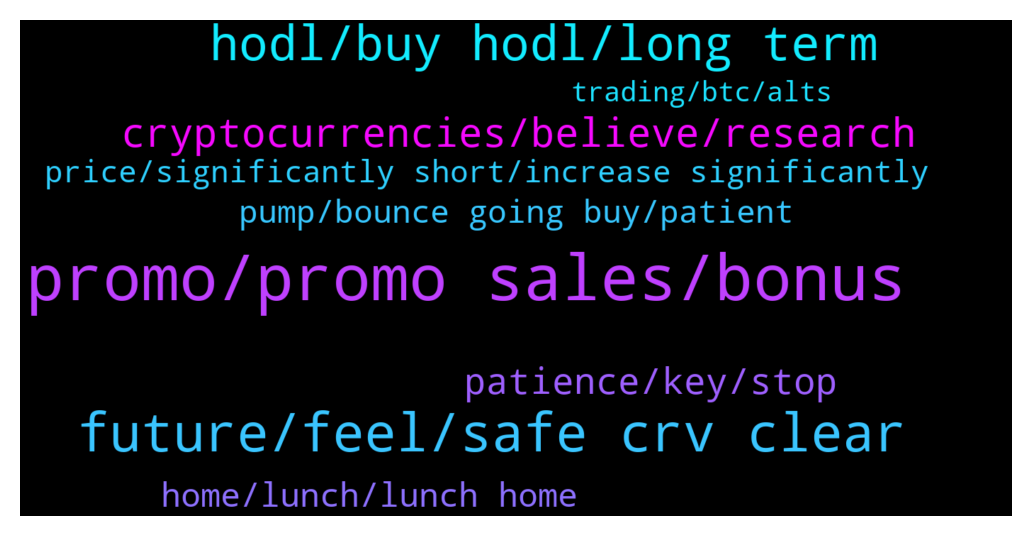 hodl/buy hodl/long term
trading/btc/alts
cryptocurrencies/believe/research
price/significantly short/increase significantly
pump/bounce going buy/patient
promo/promo sales/bonus
patience/key/stop
future/feel/safe crv clear
home/lunch/lunch home